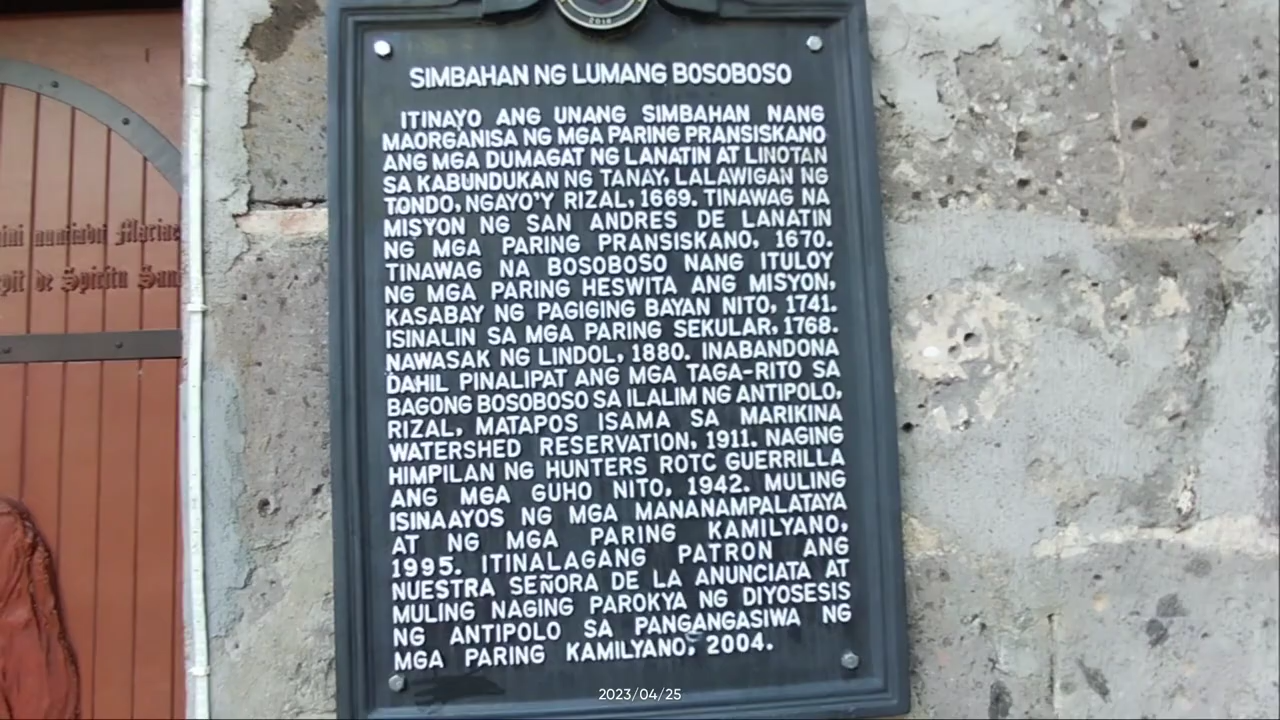 2018
SIMBAHAN NG LUMANG BOSOBOSO
ITINAYO ANG UNANG SIMBAHAN NANG
MAORGANISA NG MGA PARING PRANSISKANO
ANG MGA DUMAGAT NG LANATIN AT LINOTAN
SA KABUNDUKAN NG TANAY, LALAWIGAN NG
TONDO, NGAYO'Y RIZAL, 1669. TINAWAG NA
MISYON NG SAN ANDRES DE LANATIN
NG MGA PARING PRANSISKANO, 1670.
TINAWAG NA BOSOBOSO NANG ITULOY
NG MGA PARING HESWITA ANG MISYON,
KASABAY NG PAGIGING BAYAN NITO, 1741.
ISINALIN SA MGA PARING SEKULAR, 1768.
NAWASAK NG LINDOL, 1880. INABANDONA
DAHIL PINALIPAT ANG MGA TAGA-RITO SA
BAGONG BOSOBOSO SA ILALIM NG ANTIPOLO,
RIZAL, MATAPOS ISAMA SA MARIKINA
WATERSHED RESERVATION, 1911. NAGING
HIMPILAN NG HUNTERS ROTC GUERRILLA
ANG MGA GUHO NITO, 1942. MULING
ISINAAYOS NG MGA MANANAMPALATAYA
AT NG MGA PARING KAMILYANO,
1995. ITINALAGANG PATRON ANG
NUESTRA SEÑORA DE LA ANUNCIATA AT
MULING NAGING PAROKYA NG DIYOSESIS
NG ANTIPOLO SA PANGANGASIWA NG
MGA PARING KAMILYANO, 2004.
Mariae
de Spiritu
2023/04/25